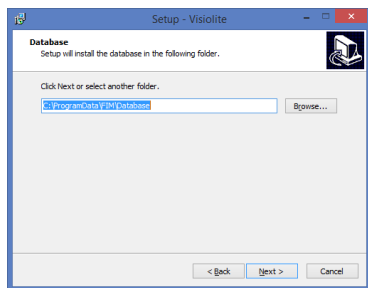 Setup - Visiolite
Database
Setup will install the database in the following folder.
Click Next or select another folder.
C:\ProgramData\FIM\Database
Browse...
< Back
Next >
Cancel